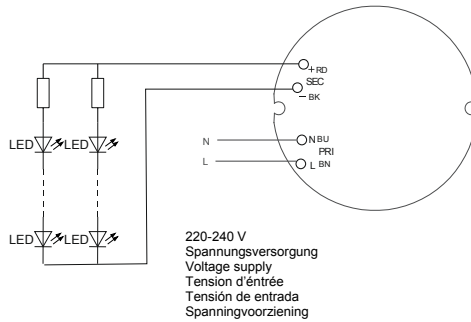 + RD
SEC
− BK
LED LED
N N BU
PRI
L L BN
LED LED
220-240 V
Spannungsversorgung
Voltage supply
Tension d'éntrée
Tensión de entrada
Spanningvoorziening